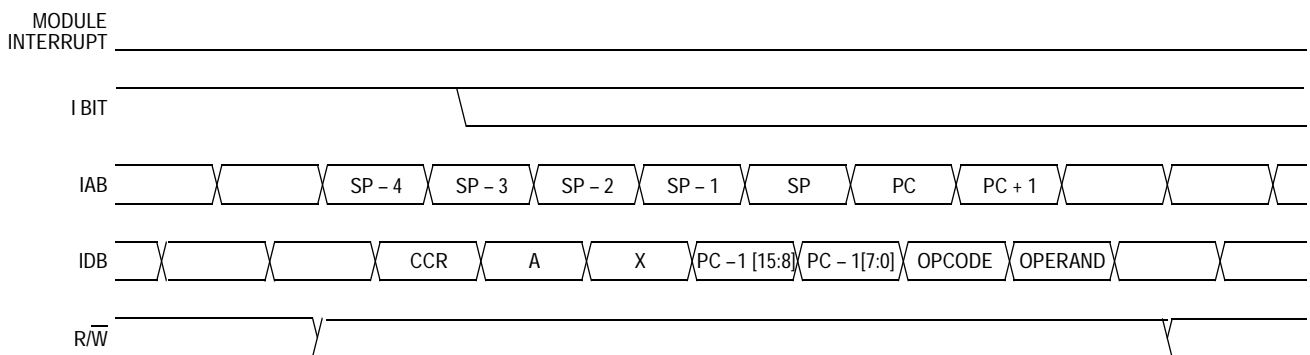 MODULE
INTERRUPT
I BIT
IAB SP – 4 SP – 3 SP – 2 SP – 1 SP PC PC + 1
IDB CCR A X PC –1 [15:8] PC – 1[7:0] OPCODE OPERAND
R/W̅